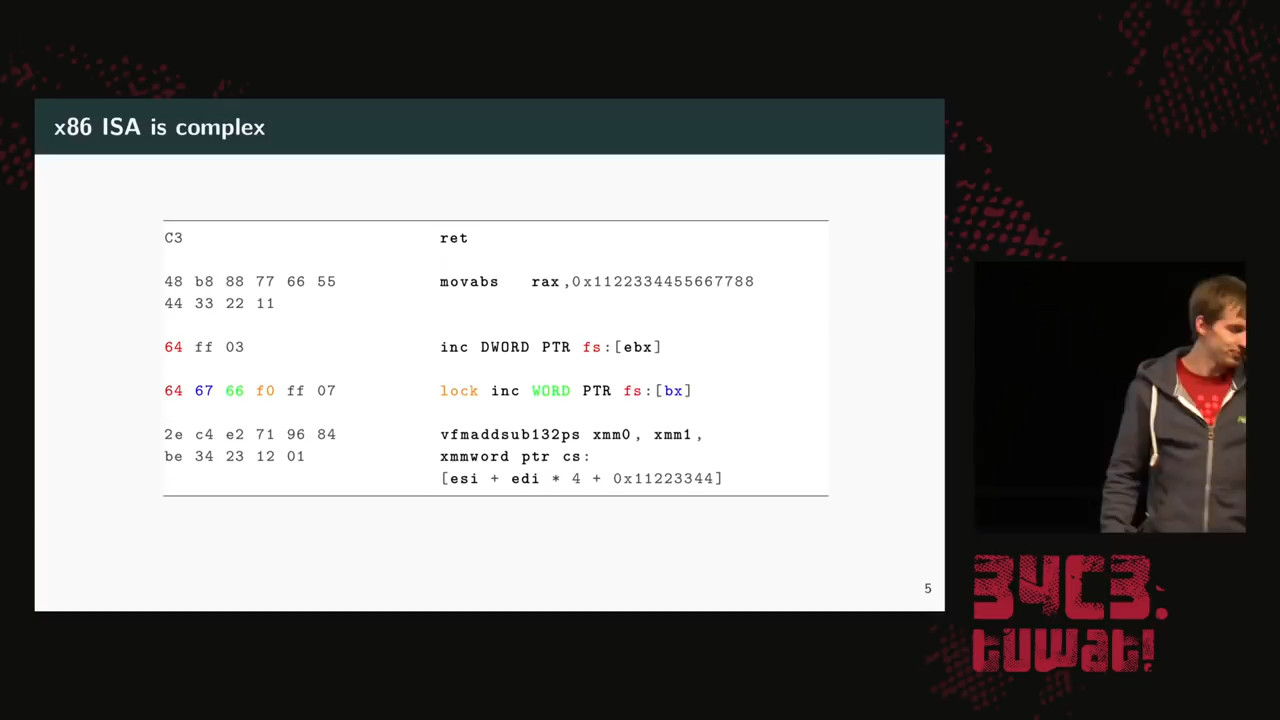 x86 ISA is complex
C3 ret
48 b8 88 77 66 55 movabs rax,0x1122334455667788
44 33 22 11
64 ff 03 inc DWORD PTR fs:[ebx]
64 67 66 f0 ff 07 lock inc WORD PTR fs:[bx]
2e c4 e2 71 96 84 vfmaddsub132ps xmm0, xmm1,
be 34 23 12 01 xmmword ptr cs:
[esi + edi * 4 + 0x11223344]
5
34C3.
tuwat!